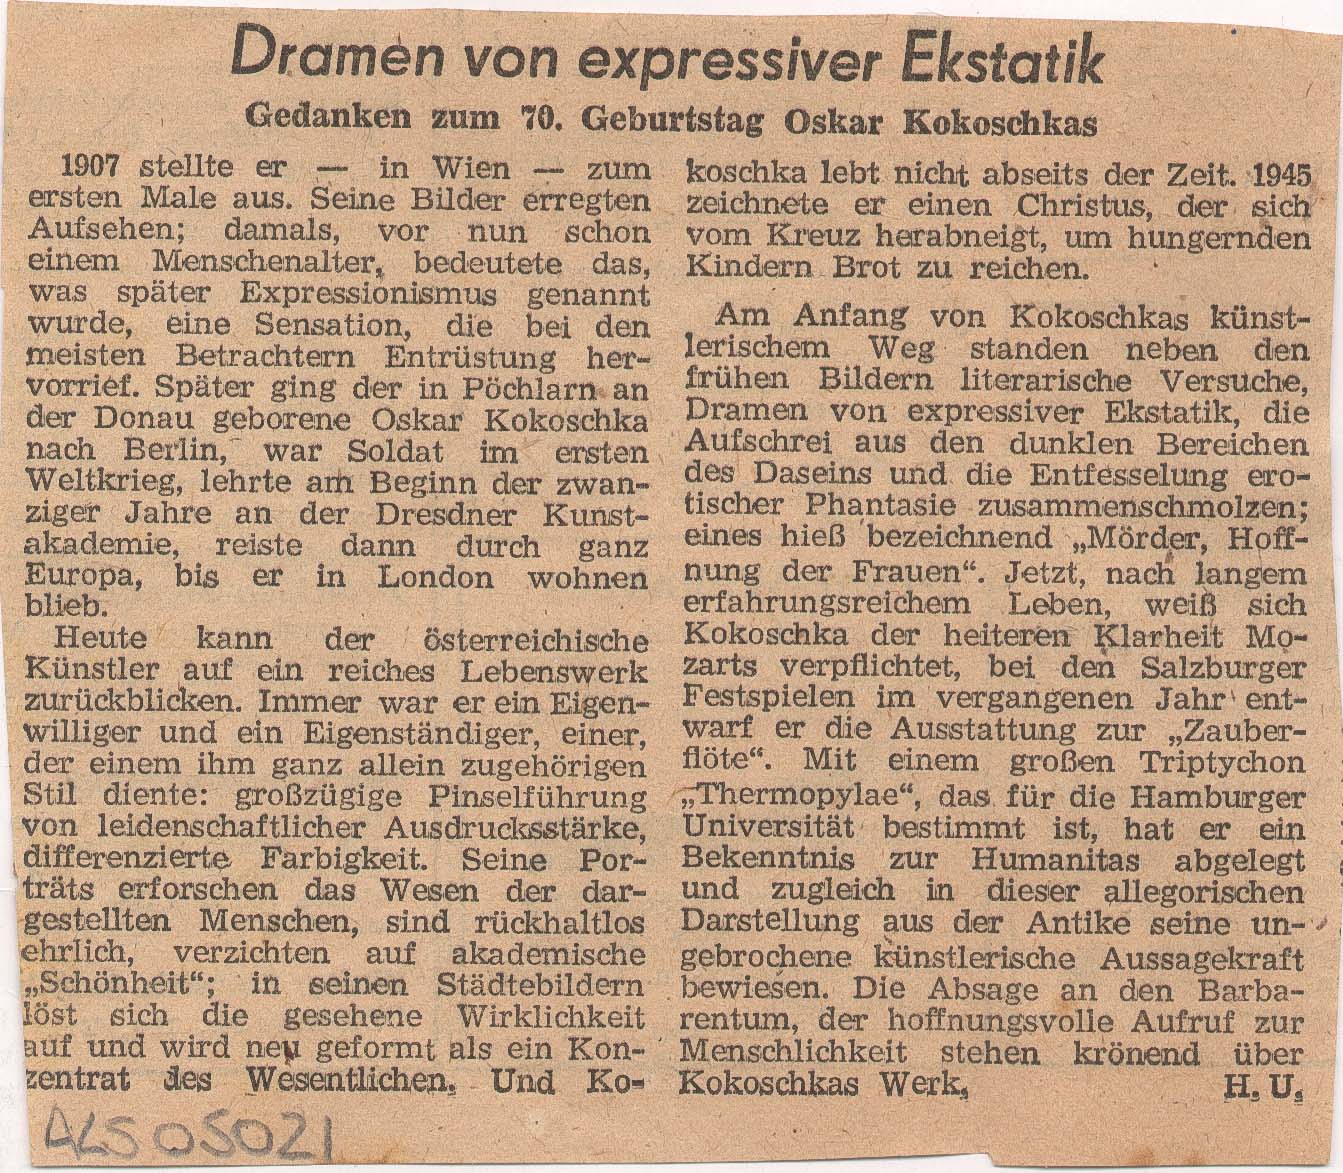 Dramen von expressiver Ekstatik
Gedanken zum 70. Geburtstag Oskar Kokoschkas
1907 stellte er — in Wien — zum
ersten Male aus. Seine Bilder erregten
Aufsehen; damals, vor nun schon
einem Menschenalter, bedeutete das,
was später Expressionismus genannt
wurde, eine Sensation, die bei den
meisten Betrachtern Entrüstung her-
vorrief. Später ging der in Pöchlarn an
der Donau geborene Oskar Kokoschka
nach Berlin, war Soldat im ersten
Weltkrieg, lehrte am Beginn der zwan-
ziger Jahre an der Dresdner Kunst-
akademie, reiste dann durch ganz
Europa, bis er in London wohnen
blieb.
Heute kann der österreichische
Künstler auf ein reiches Lebenswerk
zurückblicken. Immer war er ein Eigen-
williger und ein Eigenständiger, einer,
der einem ihm ganz allein zugehörigen
Stil diente: großzügige Pinselführung
von leidenschaftlicher Ausdrucksstärke,
differenzierte Farbigkeit. Seine Por-
träts erforschen das Wesen der dar-
gestellten Menschen, sind rückhaltlos
ehrlich, verzichten auf akademische
„Schönheit“; in seinen Städtebildern
löst sich die gesehene Wirklichkeit
auf und wird neu geformt als ein Kon-
zentrat des Wesentlichen. Und Ko-
koschka lebt nicht abseits der Zeit. 1945
zeichnete er einen Christus, der sich
vom Kreuz herabneigt, um hungernden
Kindern Brot zu reichen.
Am Anfang von Kokoschkas künst-
lerischem Weg standen neben den
frühen Bildern literarische Versuche,
Dramen von expressiver Ekstatik, die
Aufschrei aus den dunklen Bereichen
des Daseins und die Entfesselung ero-
tischer Phantasie zusammenschmolzen;
eines hieß bezeichnend „Mörder, Hoff-
nung der Frauen“. Jetzt, nach langem
erfahrungsreichem Leben, weiß sich
Kokoschka der heiteren Klarheit Mo-
zarts verpflichtet, bei den Salzburger
Festspielen im vergangenen Jahr ent-
warf er die Ausstattung zur „Zauber-
flöte“. Mit einem großen Triptychon
„Thermopylae“, das für die Hamburger
Universität bestimmt ist, hat er ein
Bekenntnis zur Humanitas abgelegt
und zugleich in dieser allegorischen
Darstellung aus der Antike seine un-
gebrochene künstlerische Aussagekraft
bewiesen. Die Absage an den Barba-
rentum, der hoffnungsvolle Aufruf zur
Menschlichkeit stehen krönend über
Kokoschkas Werk. H. U.
ALS 05021